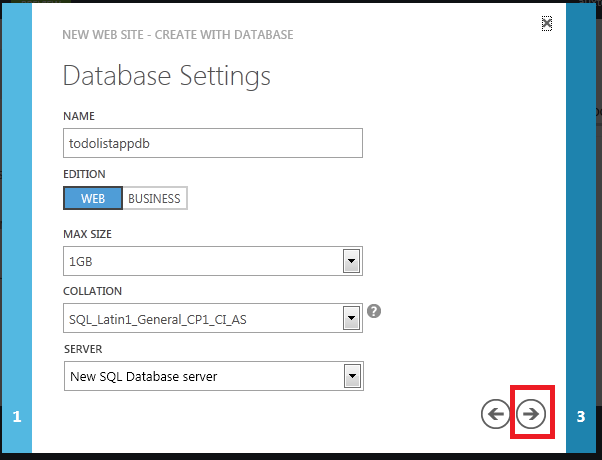 NEW WEB SITE - CREATE WITH DATABASE
Database Settings
NAME
todolistappdb
EDITION
WEB BUSINESS
MAX SIZE
1GB
COLLATION
SQL_Latin1_General_CP1_CI_AS ?
SERVER
New SQL Database server
1 3